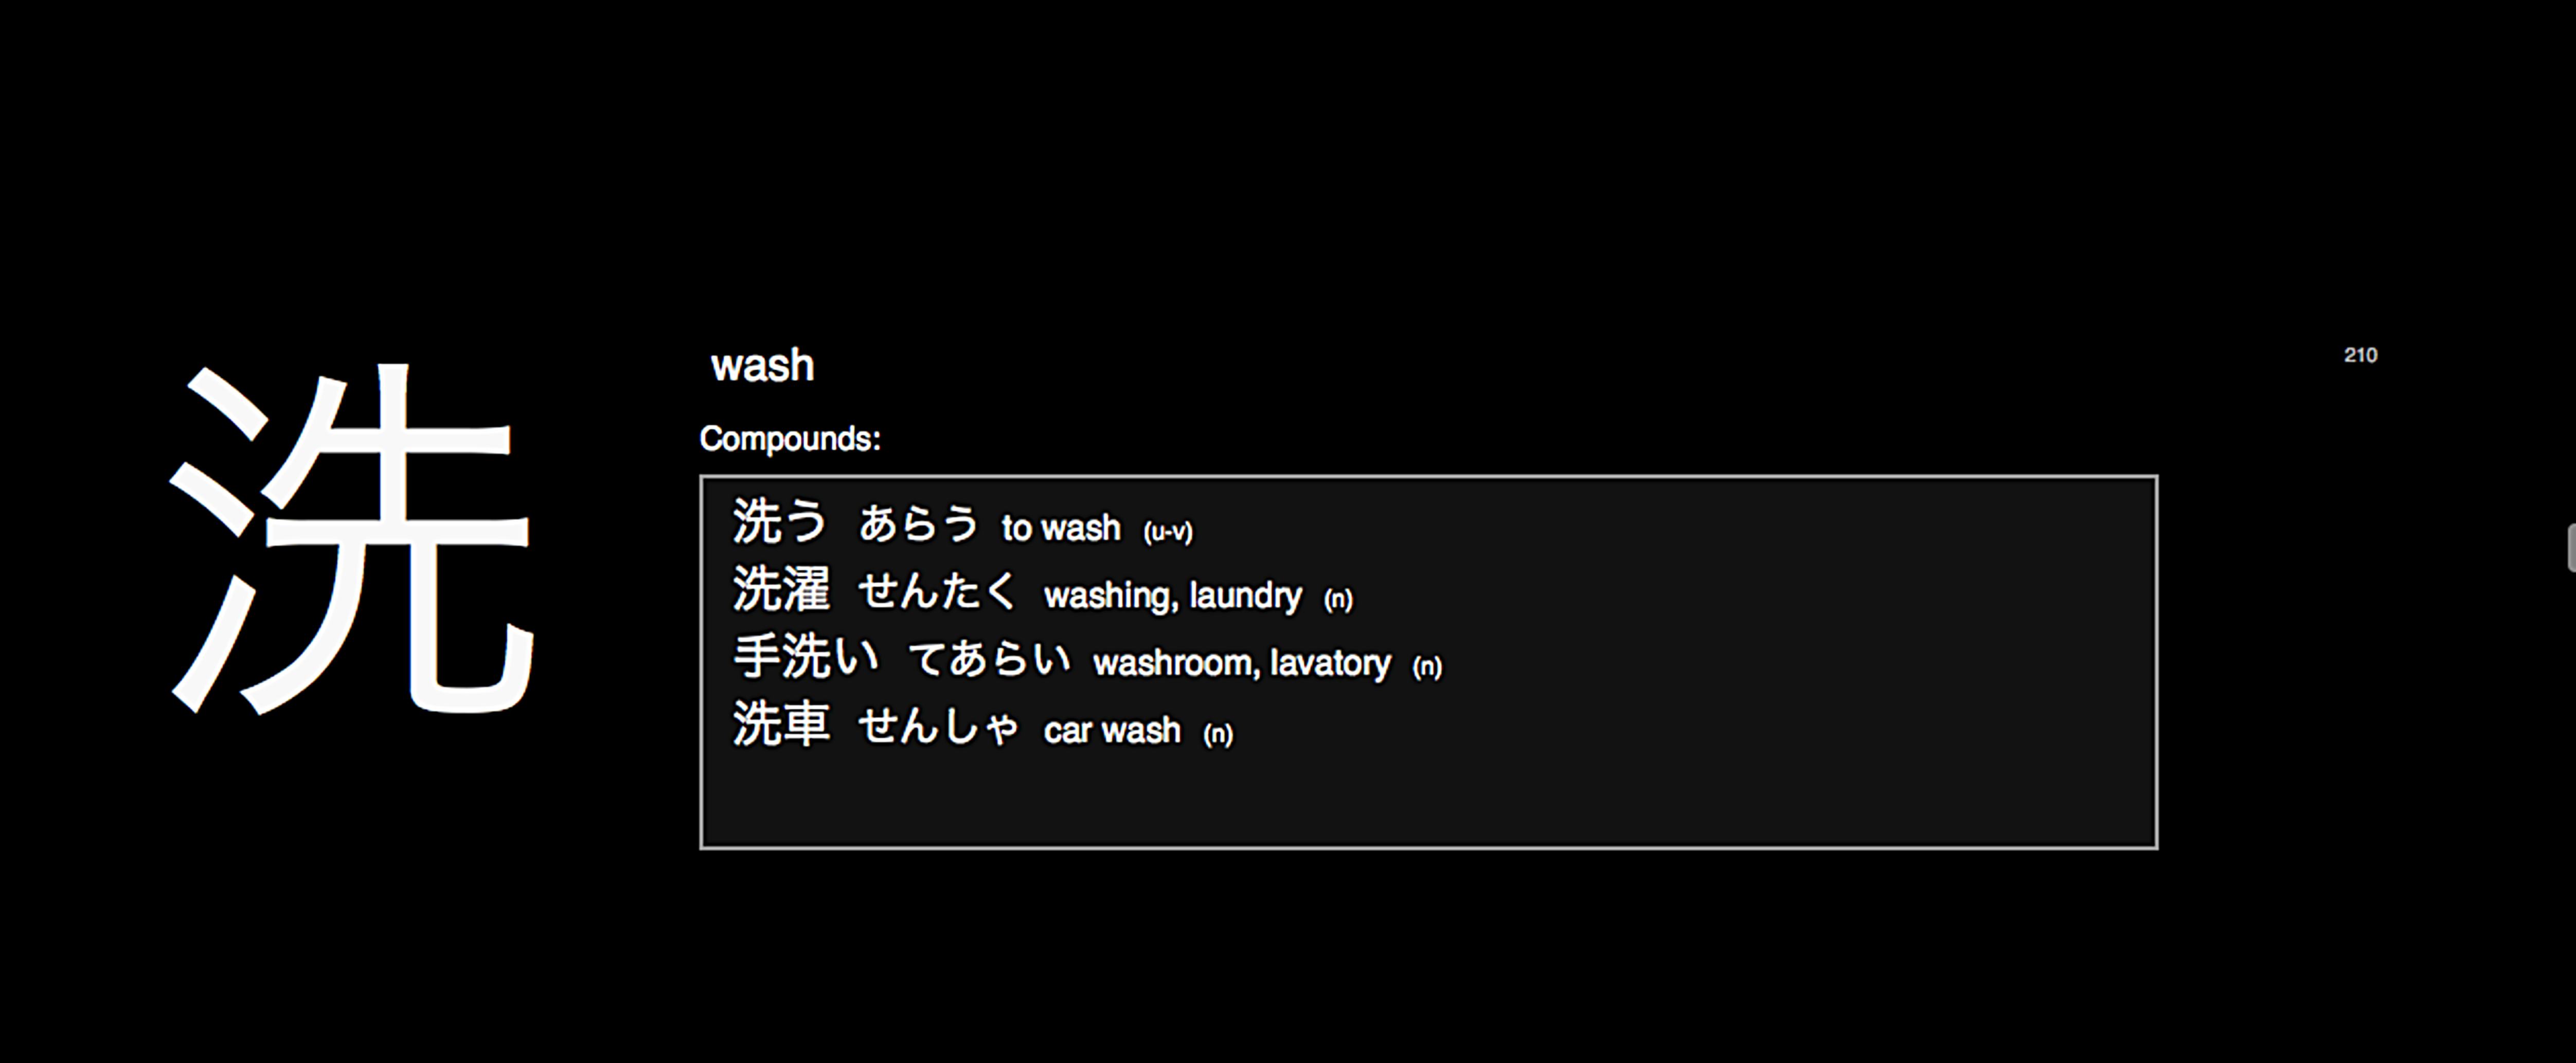 洗
wash
210
Compounds:
洗う あらう to wash (u-v)
洗濯 せんたく washing, laundry (n)
手洗い てあらい washroom, lavatory (n)
洗車 せんしゃ car wash (n)